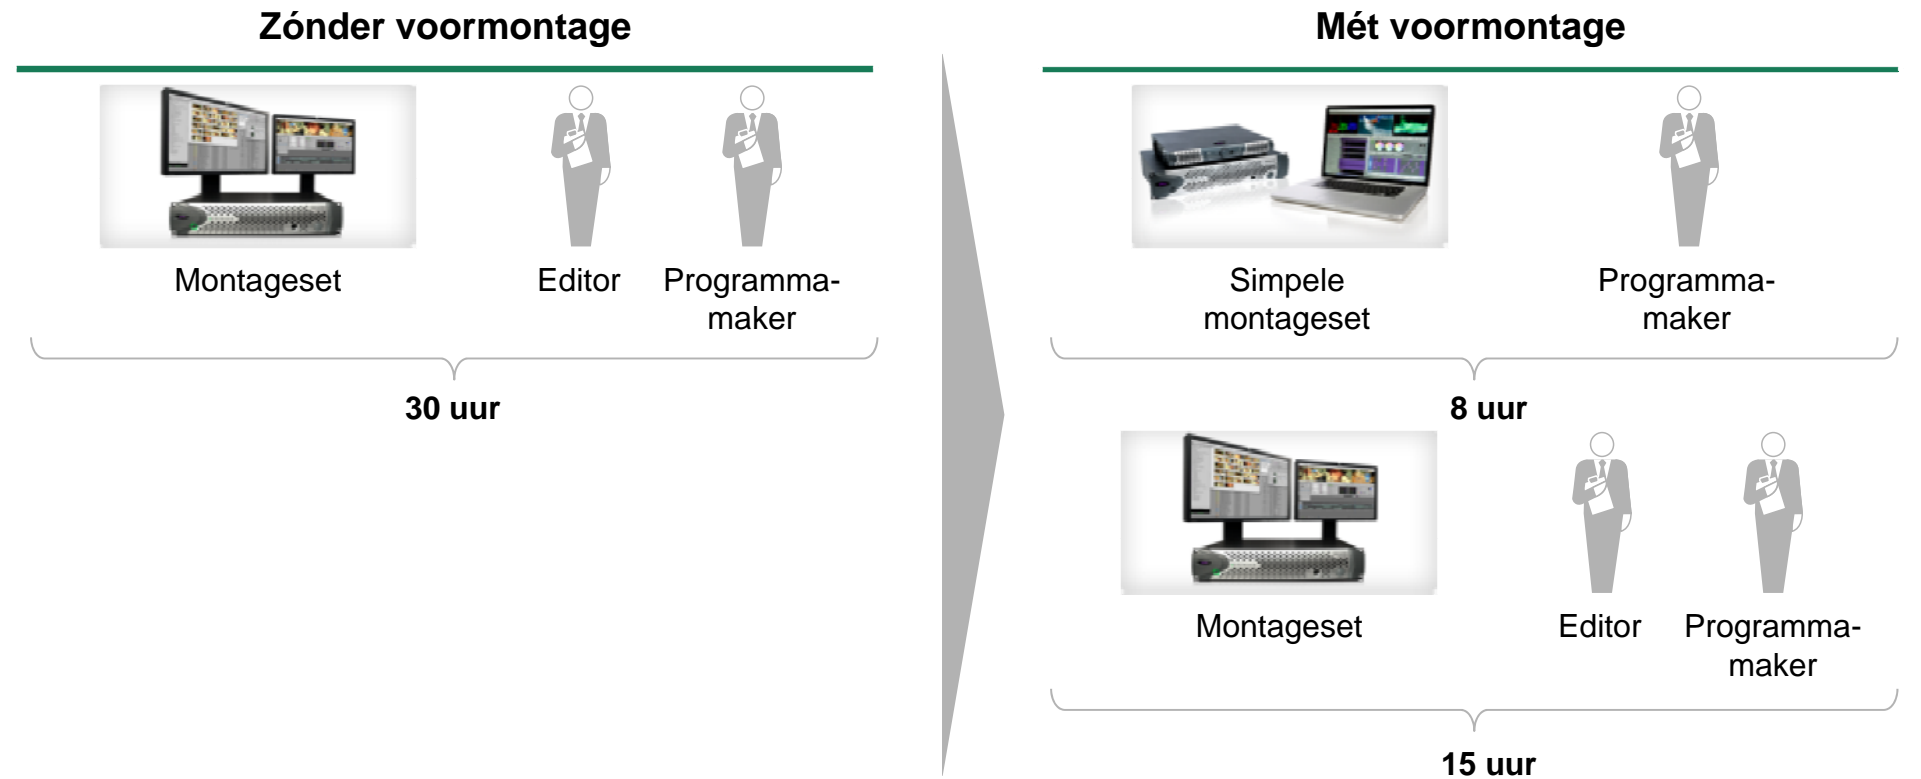 Zónder voormontage
Montageset
Editor
Programma-
maker
30 uur
Mét voormontage
Simpele
montageset
Programma-
maker
8 uur
Montageset
Editor
Programma-
maker
15 uur